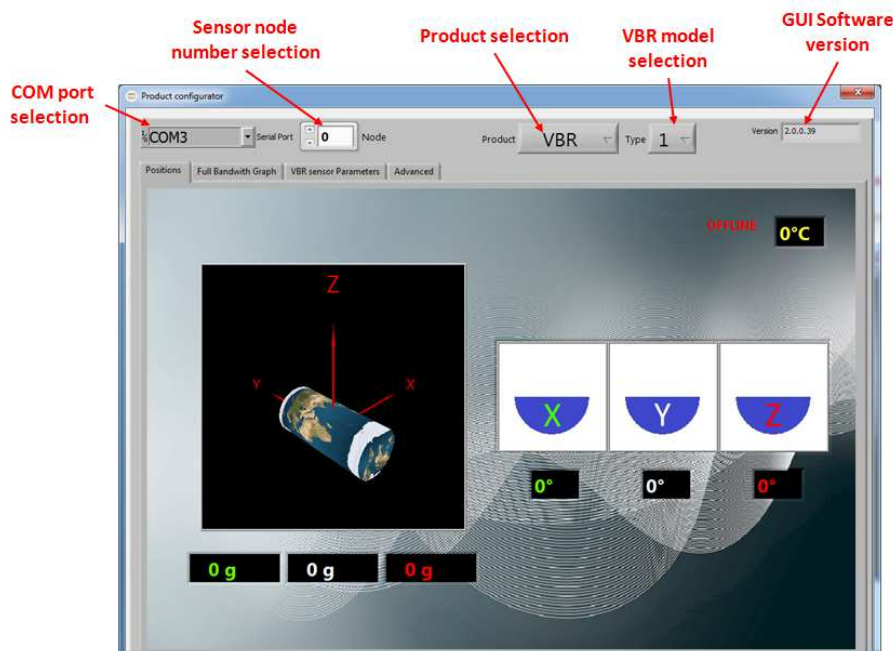 Sensor node
number selection
Product selection
VBR model
selection
GUI Software
version
COM port
selection
Product configurator
COM3
Serial Port
0
Node
Product
VBR
Type
1
Version
2.0.0.39
Positions
Full Bandwith Graph
VBR sensor Parameters
Advanced
OFFLINE
0°C
Z
Y
X
X
Y
Z
0°
0°
0°
0 g
0 g
0 g